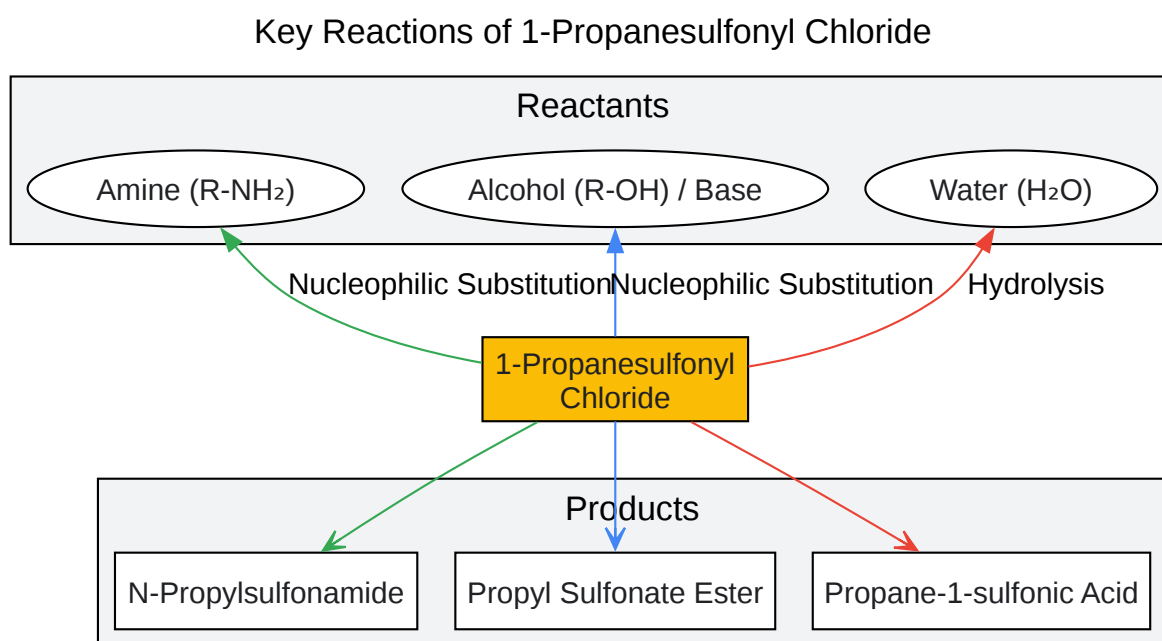 Key Reactions of 1-Propanesulfonyl Chloride
Reactants
Amine (R-NH₂)
Alcohol (R-OH) / Base
Water (H₂O)
Nucleophilic Substitution
Nucleophilic Substitution
Hydrolysis
1-Propanesulfonyl
Chloride
Products
N-Propylsulfonamide
Propyl Sulfonate Ester
Propane-1-sulfonic Acid